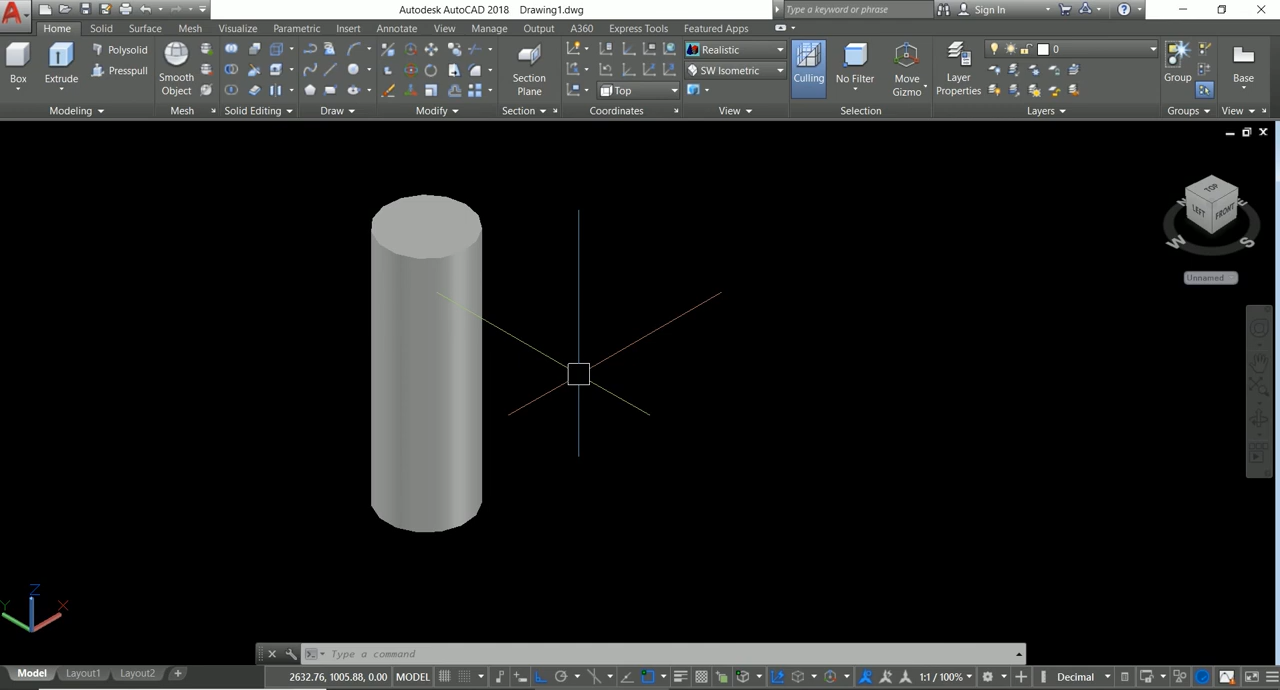 Autodesk AutoCAD 2018 Drawing1.dwg
Type a keyword or phrase
Sign In
Home Solid Surface Mesh Visualize Parametric Insert Annotate View Manage Output A360 Express Tools Featured Apps
Box
Extrude
Polysolid
Presspull
Smooth
Object
Section
Plane
Top
Realistic
SW Isometric
Culling
No Filter
Move
Gizmo
Layer
Properties
0
Group
Base
Modeling Mesh Solid Editing Draw Modify Section Coordinates View Selection Layers Groups View
TOP
LEFT
FRONT
N
E
W
S
Unnamed
Z
Y
X
Type a command
Model Layout1 Layout2 +
2632.76, 1005.88, 0.00 MODEL
1:1 / 100%
Decimal